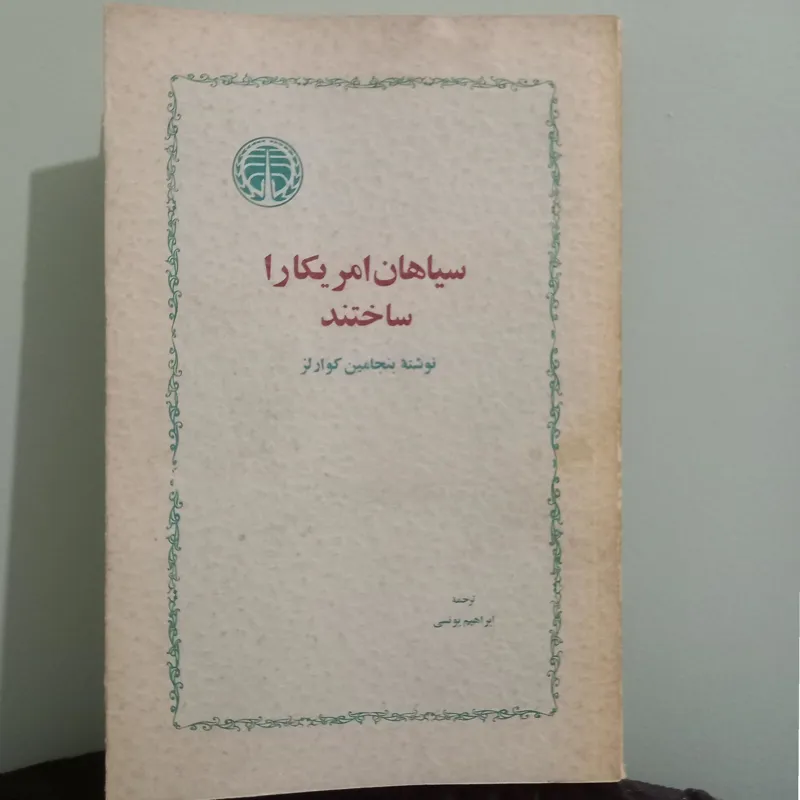 سیاهان امریکا را
ساختند
نوشتهٔ بنجامین کوارلز
ترجمهٔ
ابراهیم یونسی